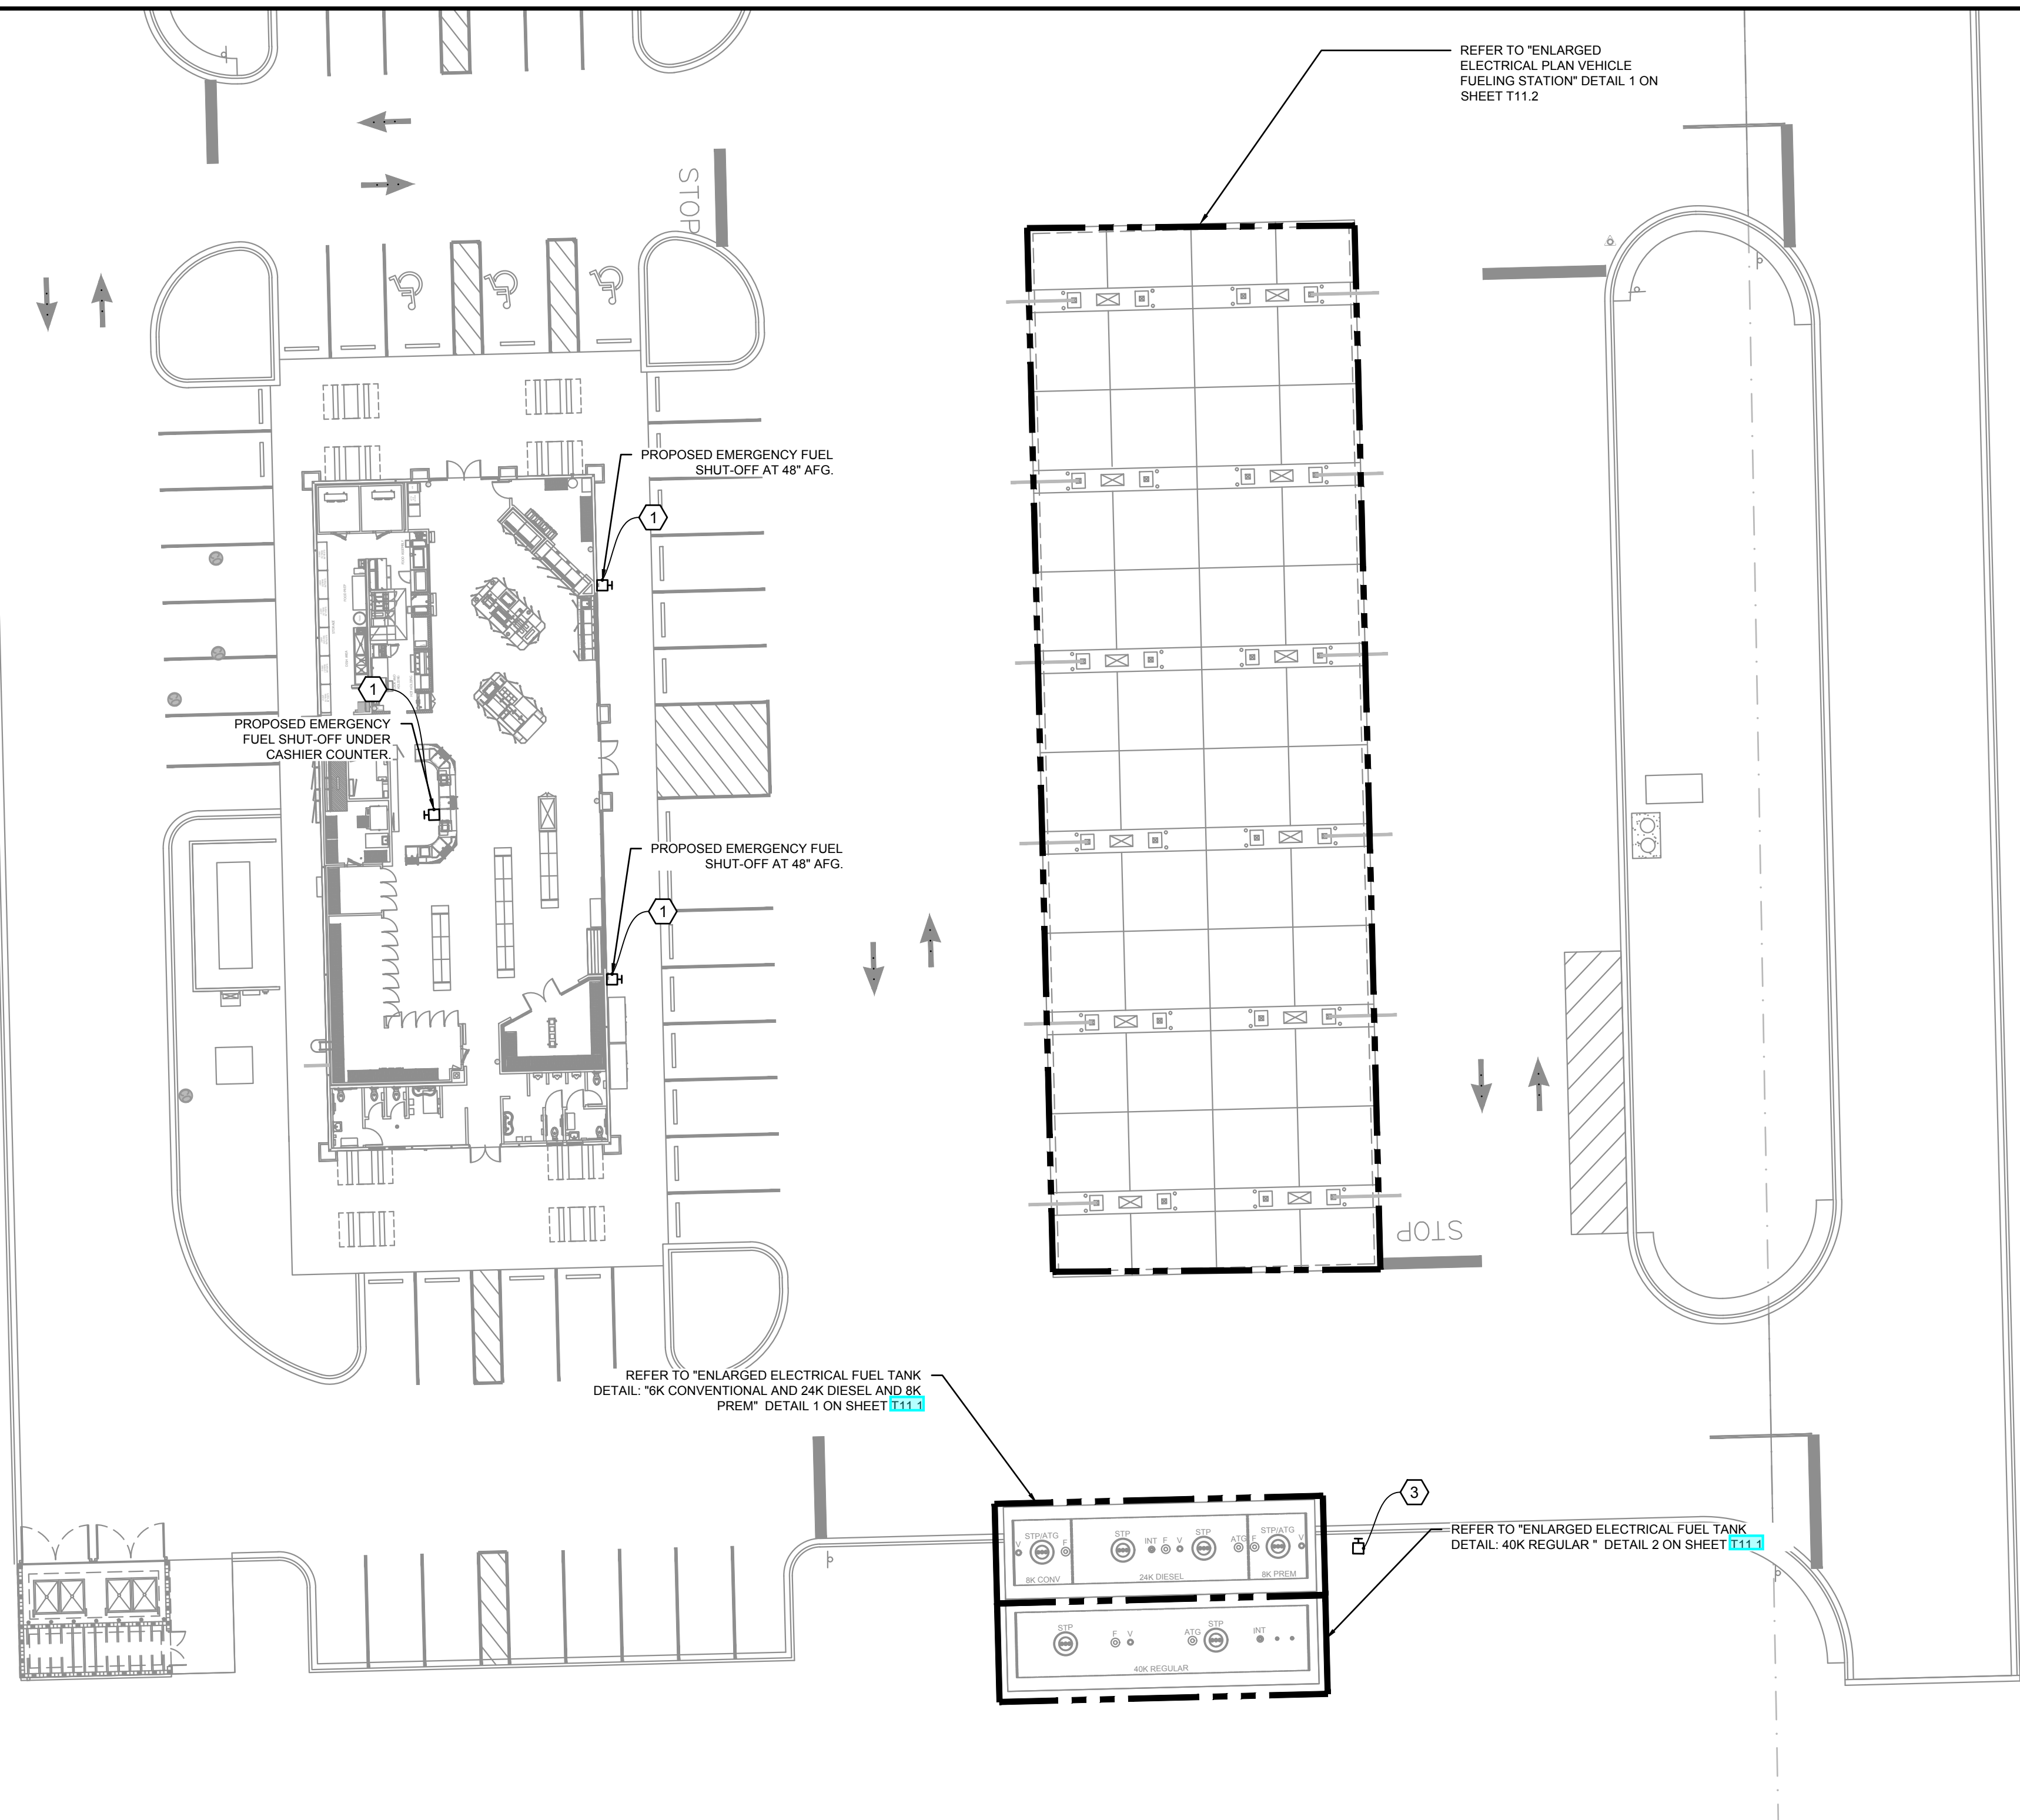 REFER TO "ENLARGED
ELECTRICAL PLAN VEHICLE
FUELING STATION" DETAIL 1 ON
SHEET T11.2
STOP
PROPOSED EMERGENCY FUEL
SHUT-OFF AT 48" AFG.
1
1
PROPOSED EMERGENCY
FUEL SHUT-OFF UNDER
CASHIER COUNTER.
PROPOSED EMERGENCY FUEL
SHUT-OFF AT 48" AFG.
1
STOP
REFER TO "ENLARGED ELECTRICAL FUEL TANK
DETAIL: "6K CONVENTIONAL AND 24K DIESEL AND 8K
PREM" DETAIL 1 ON SHEET T11.1
3
REFER TO "ENLARGED ELECTRICAL FUEL TANK
DETAIL: 40K REGULAR " DETAIL 2 ON SHEET T11.1
STP/ATG
V F
8K CONV
STP INT F V STP ATG F
24K DIESEL
STP/ATG
V
8K PREM
STP F V ATG STP INT
40K REGULAR